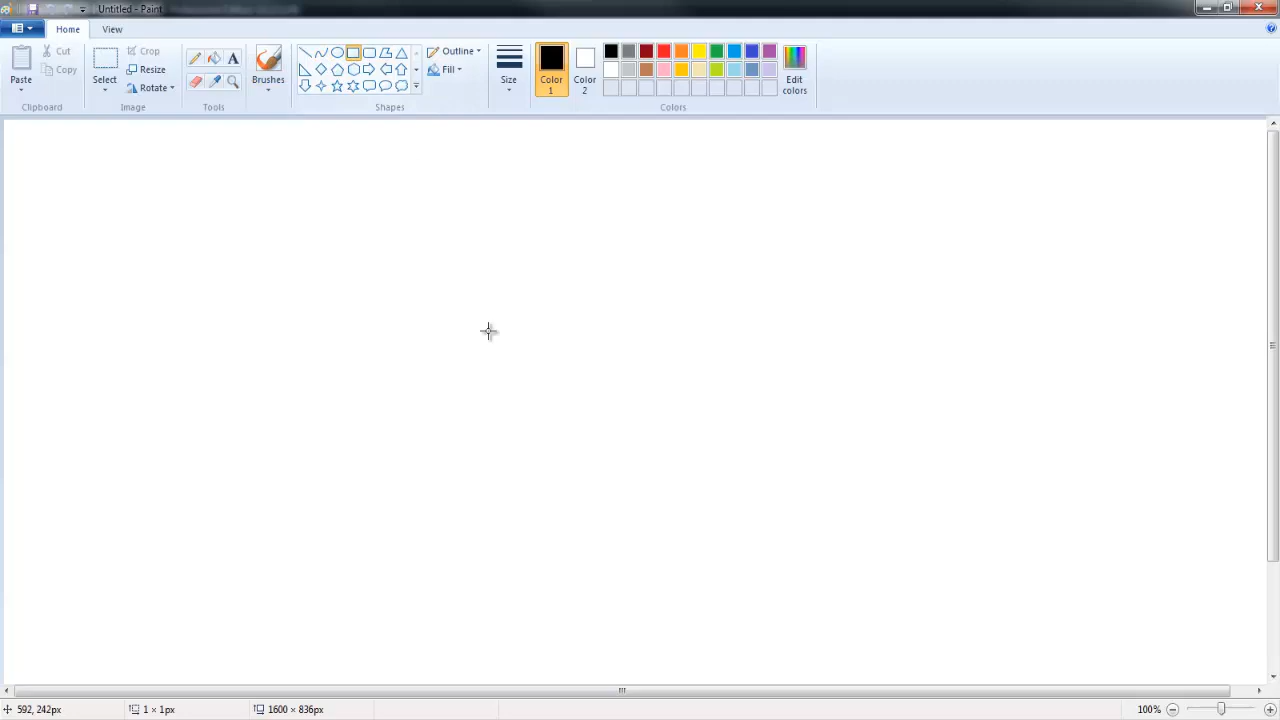 Untitled - Paint
Home View
Paste
Cut
Copy
Clipboard
Select
Crop
Resize
Rotate
Image
A
Tools
Brushes
Outline
Fill
Shapes
Size
Color 1
Color 2
Edit colors
Colors
592, 242px 1 × 1px 1600 × 836px 100%